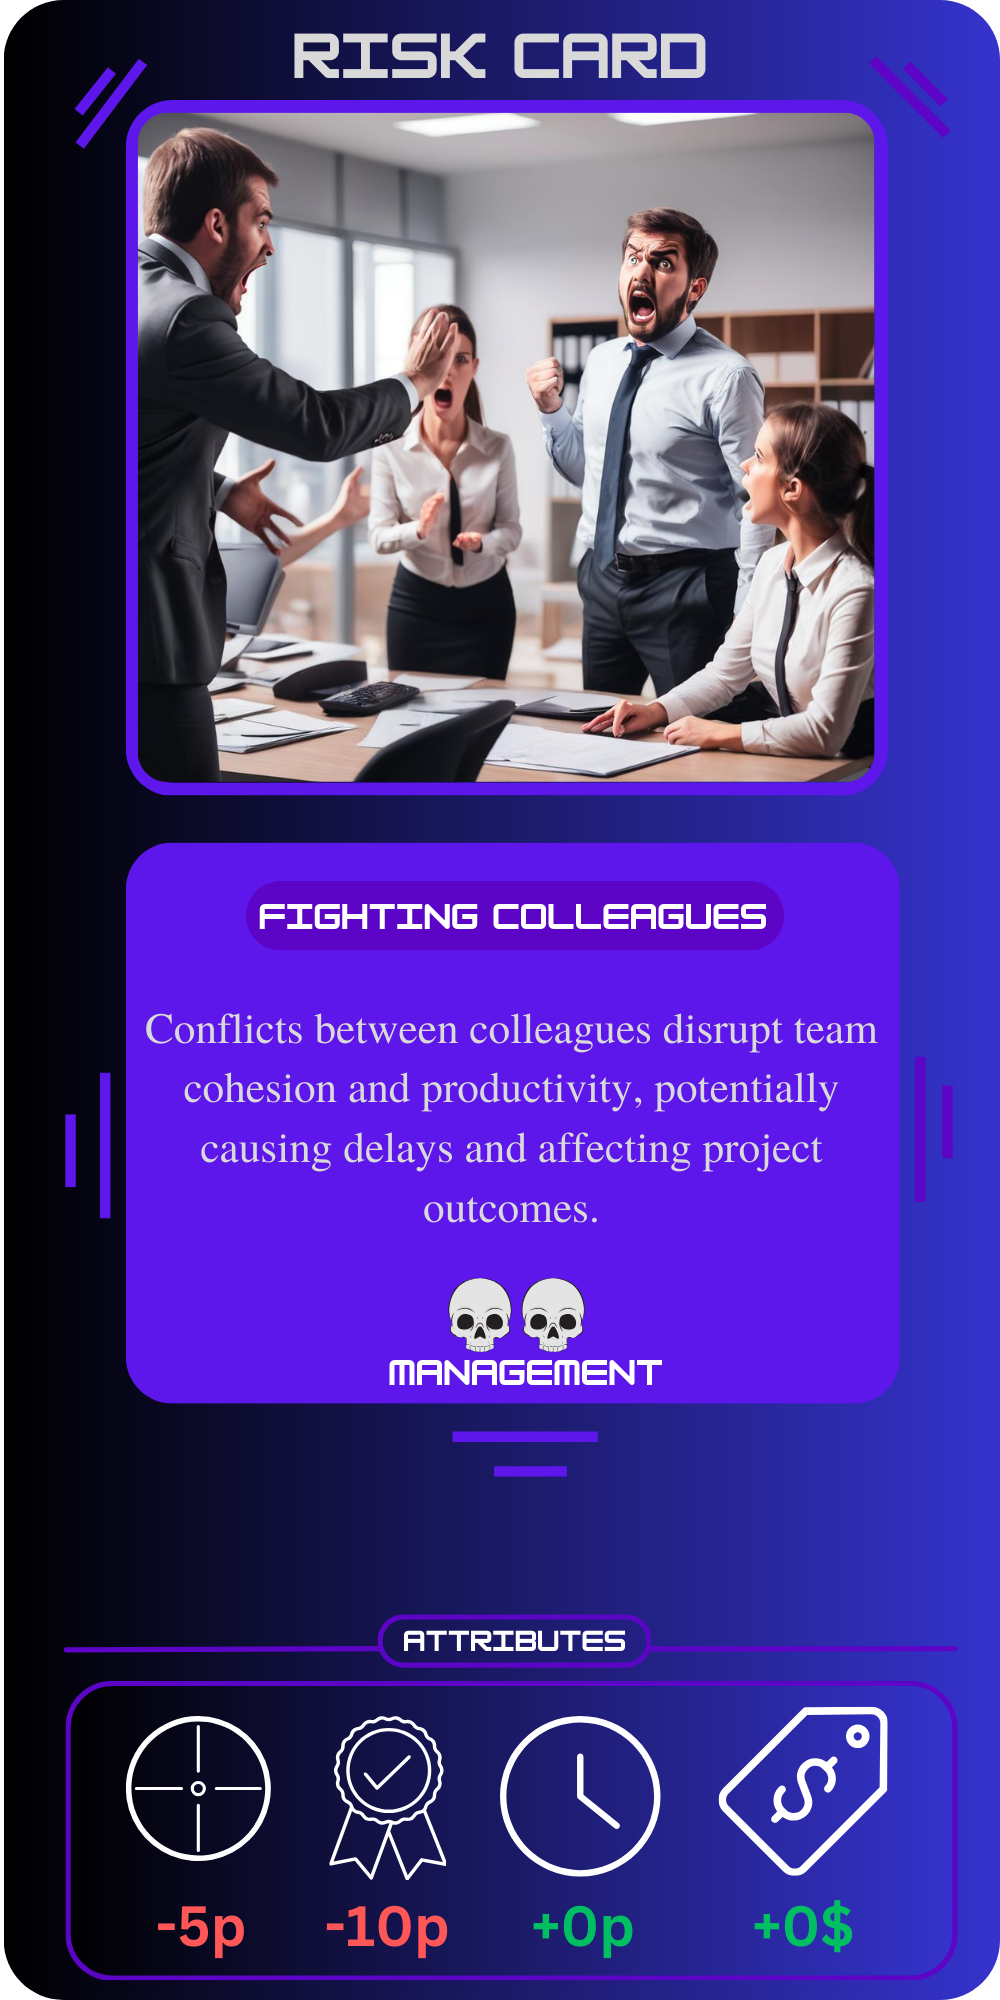 RISK CARD
FIGHTING COLLEAGUES
Conflicts between colleagues disrupt team
cohesion and productivity, potentially
causing delays and affecting project
outcomes.
MANAGEMENT
ATTRIBUTES
-5p -10p +0p +0$